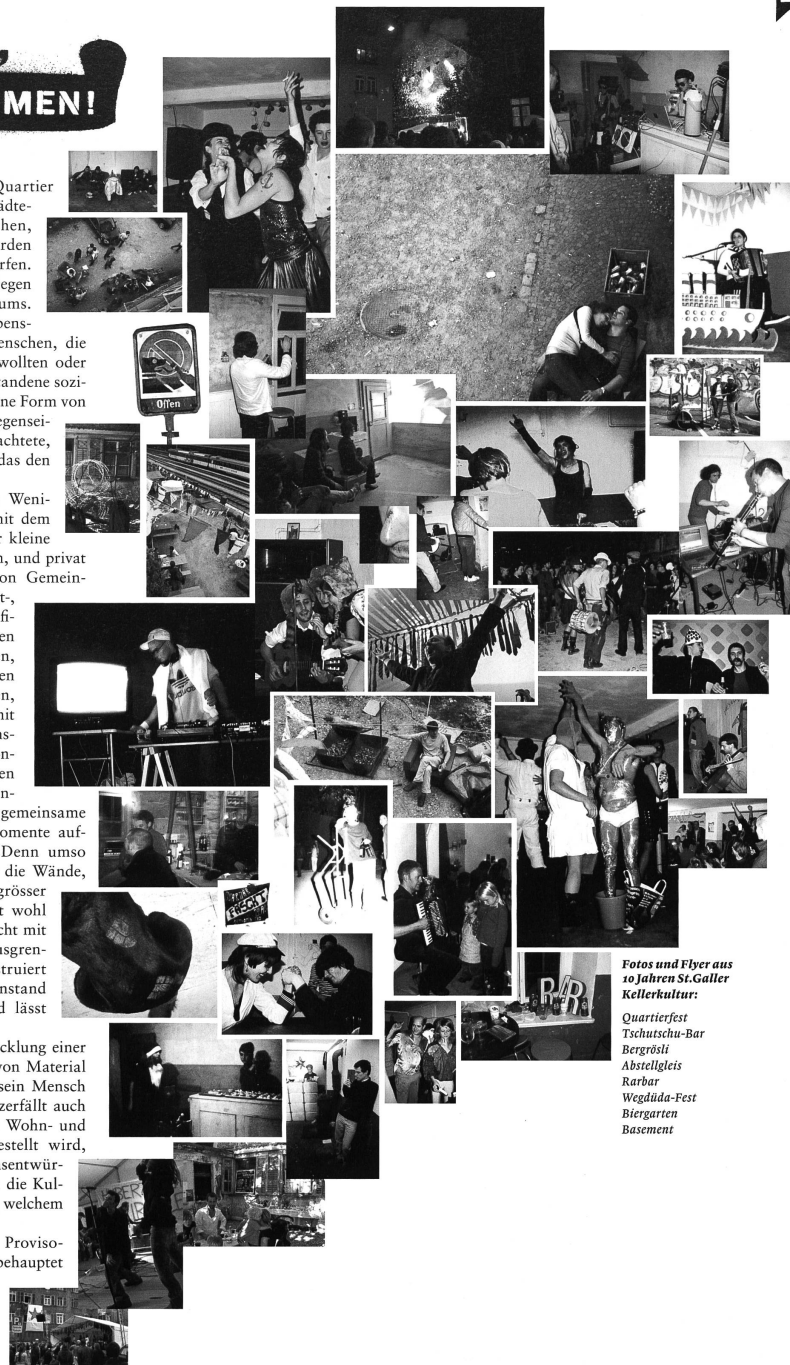 MEN!
Quartier
ädte-
hen,
rden
rfen.
egen
ums.
bens-
enschen, die
wollten oder
andene sozi-
ne Form von
egensei-
achtete,
das den
Weni-
nit dem
r kleine
n, und privat
on Gemein-
t-,
fi-
en
n,
en
n,
nit
ns-
n-
en
n-
gemeinsame
omente auf-
Denn umso
die Wände,
grösser
t wohl
cht mit
usgren-
struiert
nstand
d lässt
cklung einer
von Material
sein Mensch
zerfällt auch
Wohn- und
estellt wird,
nsentwür-
die Kul-
welchem
Proviso-
behauptet
Offen
FÄSCHT
BAR
Fotos und Flyer aus
10 Jahren St.Galler
Kellerkultur:
Quartierfest
Tschutschu-Bar
Bergrösli
Abstellgleis
Rarbar
Wegdüda-Fest
Biergarten
Basement